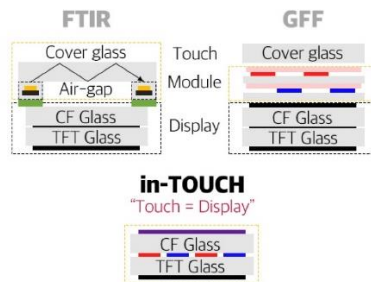 FTIR
GFF
Cover glass
Touch
Cover glass
Module
Air-gap
Display
CF Glass
CF Glass
TFT Glass
TFT Glass
in-TOUCH
"Touch = Display"
CF Glass
TFT Glass